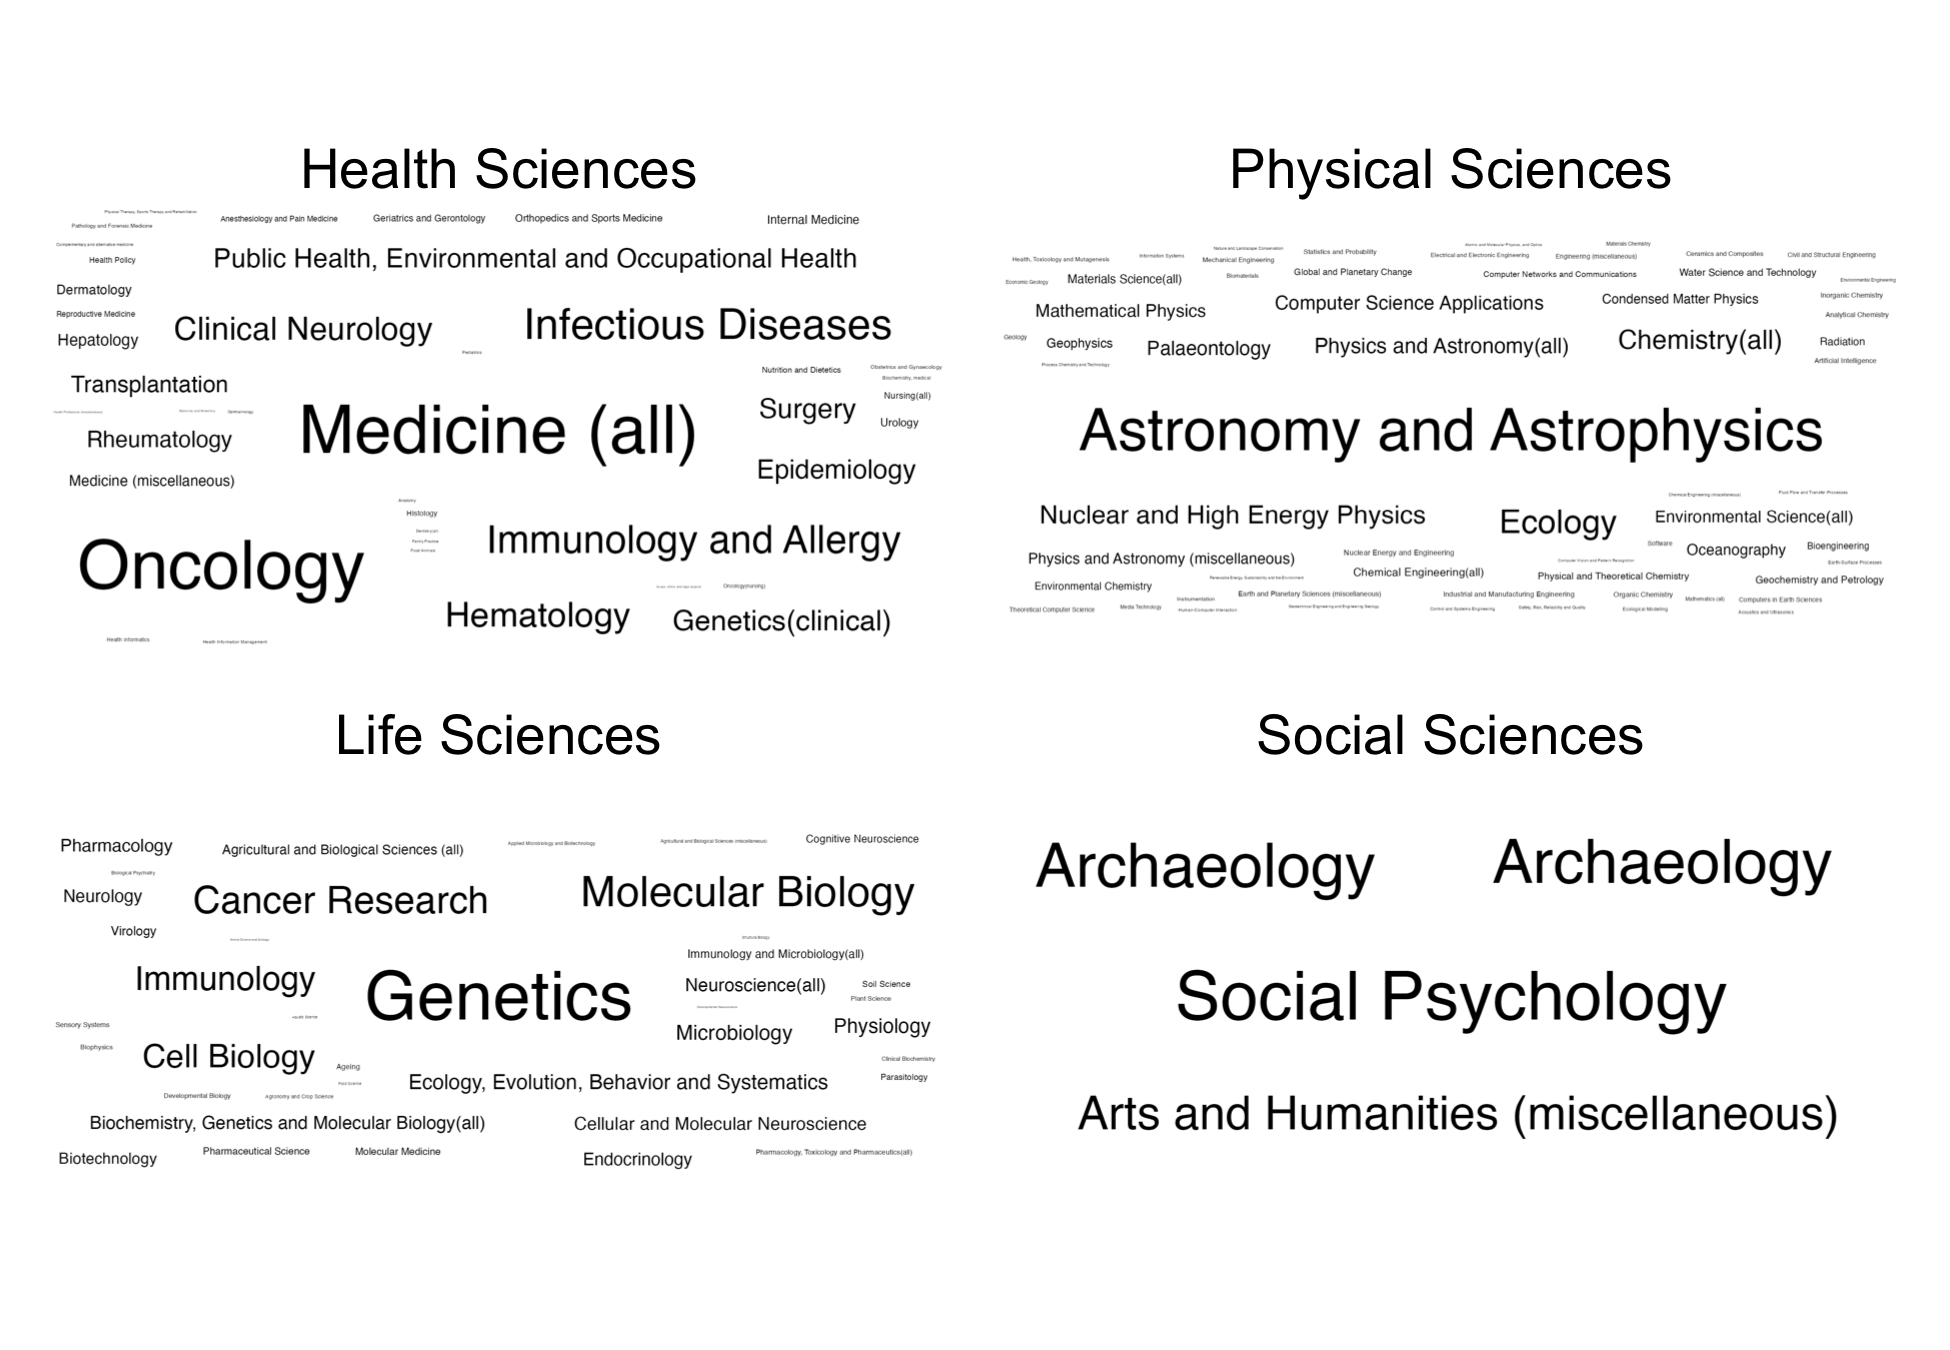 Health Sciences
Physical Therapy, Sports Therapy and Rehabilitation
Pathology and Forensic Medicine
Anesthesiology and Pain Medicine
Geriatrics and Gerontology
Orthopedics and Sports Medicine
Internal Medicine
Complementary and alternative medicine
Health Policy
Public Health, Environmental and Occupational Health
Dermatology
Reproductive Medicine
Hepatology
Clinical Neurology
Infectious Diseases
Pediatrics
Transplantation
Nutrition and Dietetics
Obstetrics and Gynaecology
Biochemistry, medical
Nursing(all)
Surgery
Urology
Rheumatology
Medicine (all)
Epidemiology
Medicine (miscellaneous)
Anatomy
Histology
Family Practice
Food Animals
Oncology
Immunology and Allergy
Oncology(nursing)
Hematology
Genetics(clinical)
Health Informatics
Health Information Management
Physical Sciences
Health, Toxicology and Mutagenesis
Information Systems
Nature and Landscape Conservation
Mechanical Engineering
Statistics and Probability
Atomic and Molecular Physics, and Optics
Electrical and Electronic Engineering
Materials Chemistry
Engineering (miscellaneous)
Ceramics and Composites
Civil and Structural Engineering
Economic Geology
Materials Science(all)
Biomaterials
Global and Planetary Change
Computer Networks and Communications
Water Science and Technology
Environmental Engineering
Mathematical Physics
Computer Science Applications
Condensed Matter Physics
Inorganic Chemistry
Analytical Chemistry
Geology
Geophysics
Palaeontology
Physics and Astronomy(all)
Chemistry(all)
Radiation
Artificial Intelligence
Process Chemistry and Technology
Astronomy and Astrophysics
Chemical Engineering (miscellaneous)
Fluid Flow and Transfer Processes
Nuclear and High Energy Physics
Ecology
Environmental Science(all)
Software
Oceanography
Bioengineering
Physics and Astronomy (miscellaneous)
Nuclear Energy and Engineering
Computer Vision and Pattern Recognition
Earth-Surface Processes
Chemical Engineering(all)
Physical and Theoretical Chemistry
Geochemistry and Petrology
Renewable Energy, Sustainability and the Environment
Environmental Chemistry
Instrumentation
Earth and Planetary Sciences (miscellaneous)
Industrial and Manufacturing Engineering
Organic Chemistry
Mathematics (all)
Computers in Earth Sciences
Theoretical Computer Science
Media Technology
Human-Computer Interaction
Geotechnical Engineering and Engineering Geology
Control and Systems Engineering
Safety, Risk, Reliability and Quality
Ecological Modeling
Acoustics and Ultrasonics
Life Sciences
Pharmacology
Agricultural and Biological Sciences (all)
Applied Microbiology and Biotechnology
Agricultural and Biological Sciences (miscellaneous)
Cognitive Neuroscience
Biological Psychiatry
Neurology
Cancer Research
Molecular Biology
Virology
Animal Science and Zoology
Structural Biology
Immunology and Microbiology(all)
Immunology
Genetics
Neuroscience(all)
Soil Science
Plant Science
Developmental Neuroscience
Aquatic Science
Sensory Systems
Microbiology
Physiology
Biophysics
Cell Biology
Ageing
Clinical Biochemistry
Food Science
Ecology, Evolution, Behavior and Systematics
Parasitology
Developmental Biology
Agronomy and Crop Science
Biochemistry, Genetics and Molecular Biology(all)
Cellular and Molecular Neuroscience
Biotechnology
Pharmaceutical Science
Molecular Medicine
Endocrinology
Pharmacology, Toxicology and Pharmaceutics(all)
Social Sciences
Archaeology
Archaeology
Social Psychology
Arts and Humanities (miscellaneous)